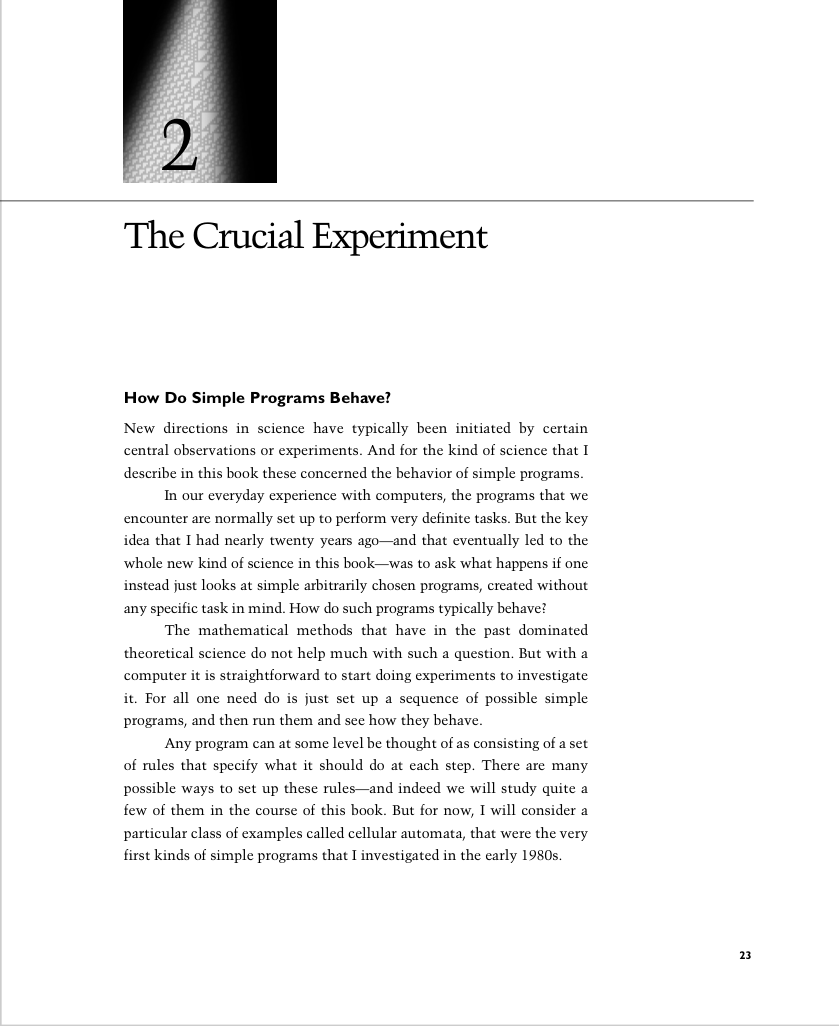 2
The Crucial Experiment
How Do Simple Programs Behave?
New directions in science have typically been initiated by certain
central observations or experiments. And for the kind of science that I
describe in this book these concerned the behavior of simple programs.
In our everyday experience with computers, the programs that we
encounter are normally set up to perform very definite tasks. But the key
idea that I had nearly twenty years ago—and that eventually led to the
whole new kind of science in this book—was to ask what happens if one
instead just looks at simple arbitrarily chosen programs, created without
any specific task in mind. How do such programs typically behave?
The mathematical methods that have in the past dominated
theoretical science do not help much with such a question. But with a
computer it is straightforward to start doing experiments to investigate
it. For all one need do is just set up a sequence of possible simple
programs, and then run them and see how they behave.
Any program can at some level be thought of as consisting of a set
of rules that specify what it should do at each step. There are many
possible ways to set up these rules—and indeed we will study quite a
few of them in the course of this book. But for now, I will consider a
particular class of examples called cellular automata, that were the very
first kinds of simple programs that I investigated in the early 1980s.
23